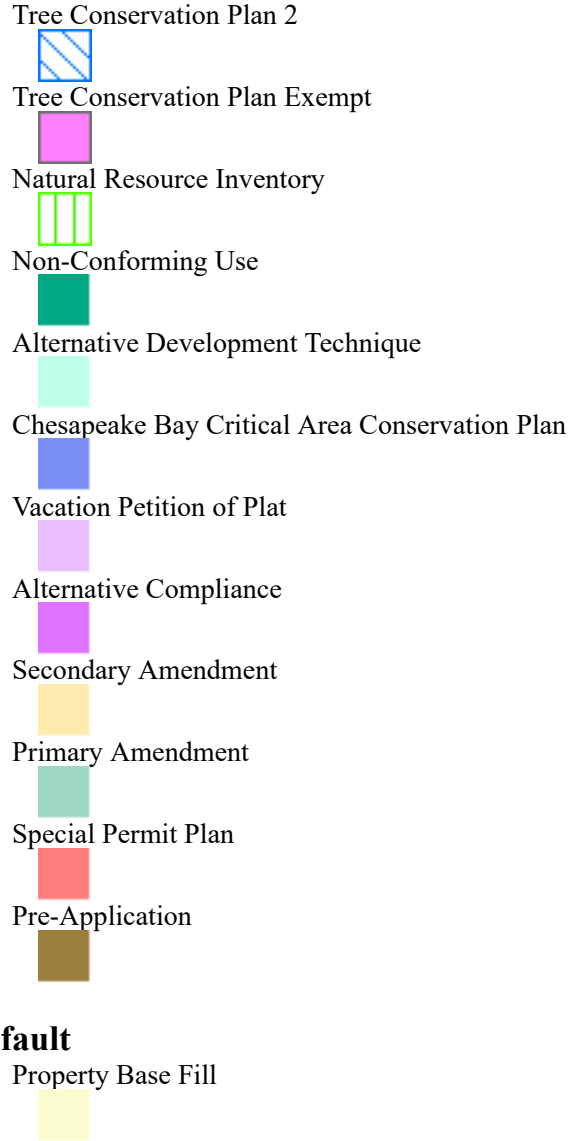 Tree Conservation Plan 2
Tree Conservation Plan Exempt
Natural Resource Inventory
Non-Conforming Use
Alternative Development Technique
Chesapeake Bay Critical Area Conservation Plan
Vacation Petition of Plat
Alternative Compliance
Secondary Amendment
Primary Amendment
Special Permit Plan
Pre-Application
fault
Property Base Fill